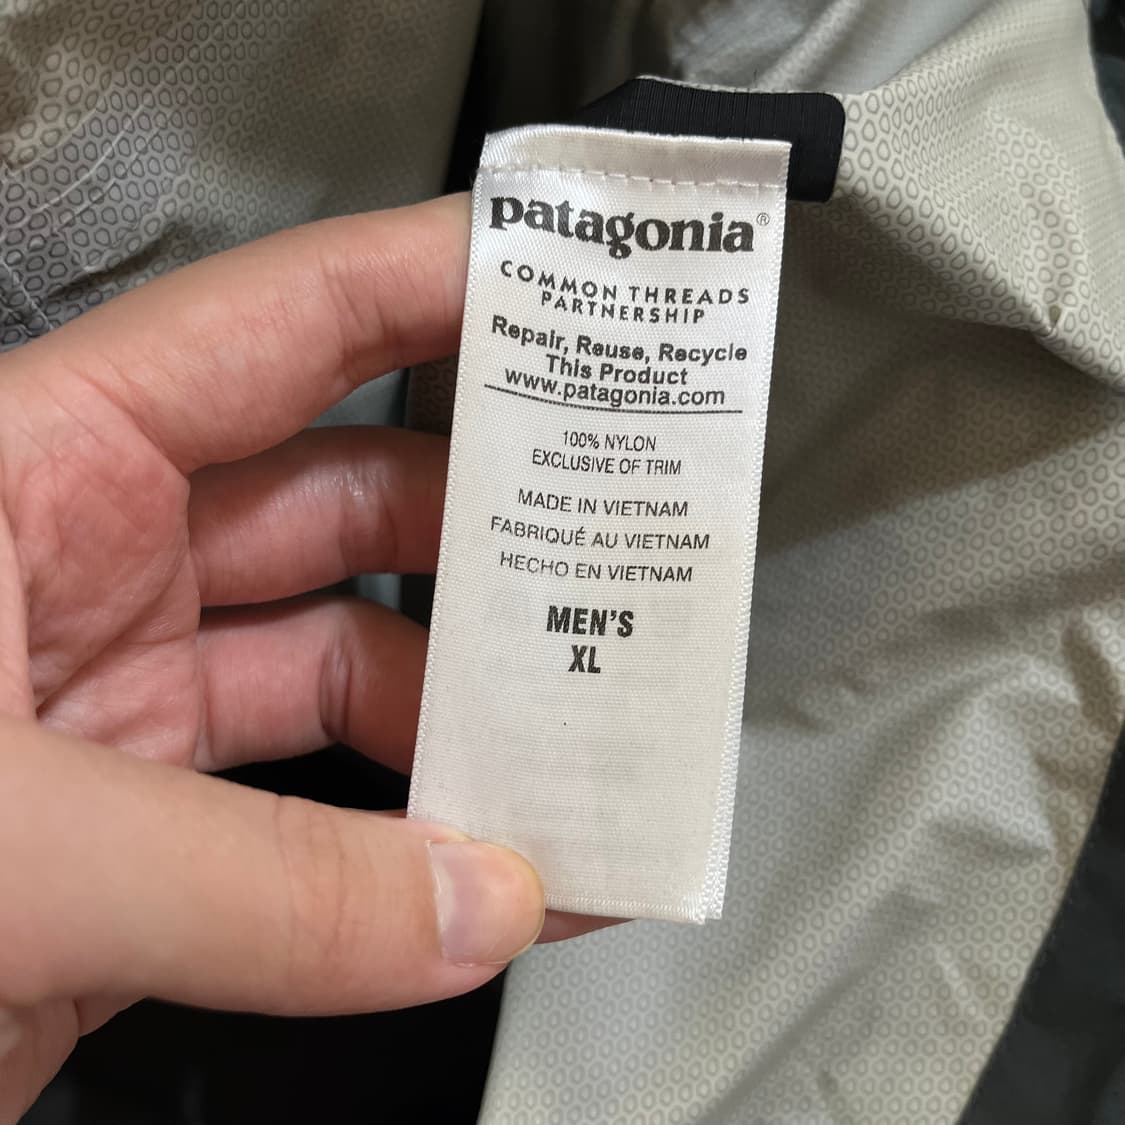 patagonia®
COMMON THREADS
PARTNERSHIP
Repair, Reuse, Recycle
This Product
www.patagonia.com
100% NYLON
EXCLUSIVE OF TRIM
MADE IN VIETNAM
FABRIQUÉ AU VIETNAM
HECHO EN VIETNAM
MEN'S
XL